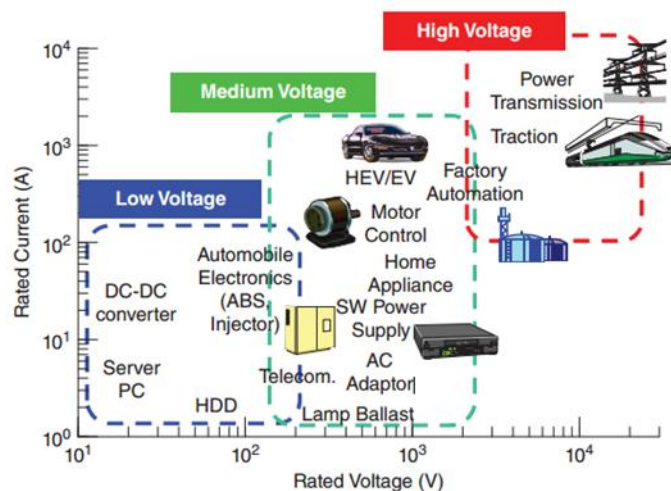 High Voltage
Medium Voltage
Low Voltage
Power
Transmission
Traction
HEV/EV
Factory
Automation
Motor
Control
Automobile
Electronics
(ABS,
Injector)
Home
Appliance
DC-DC
converter
SW Power
Supply
Server
PC
Telecom.
AC
Adaptor
HDD
Lamp Ballast
Rated Current (A)
10⁴
10³
10²
10¹
10⁰
10¹
10²
10³
10⁴
Rated Voltage (V)